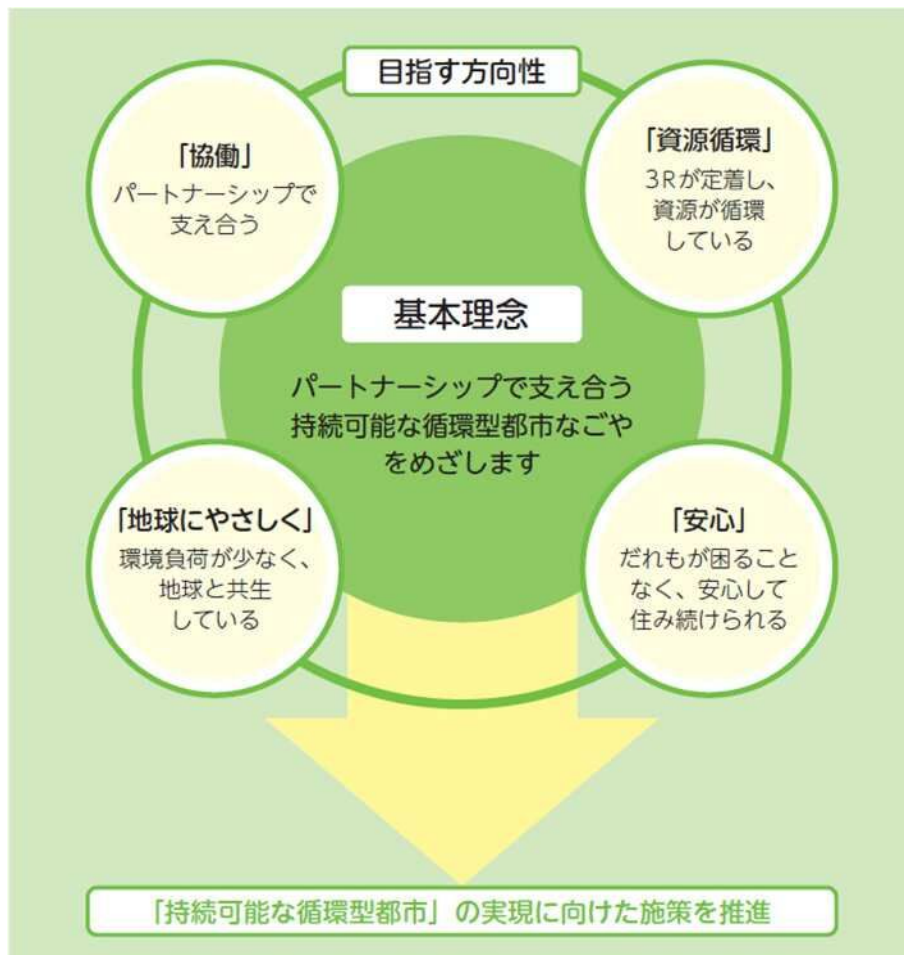 目指す方向性
「協働」
パートナーシップで
支え合う
「資源循環」
3Rが定着し、
資源が循環
している
基本理念
パートナーシップで支え合う
持続可能な循環型都市なごや
をめざします
「地球にやさしく」
環境負荷が少なく、
地球と共生
している
「安心」
だれもが困ること
なく、安心して
住み続けられる
「持続可能な循環型都市」の実現に向けた施策を推進